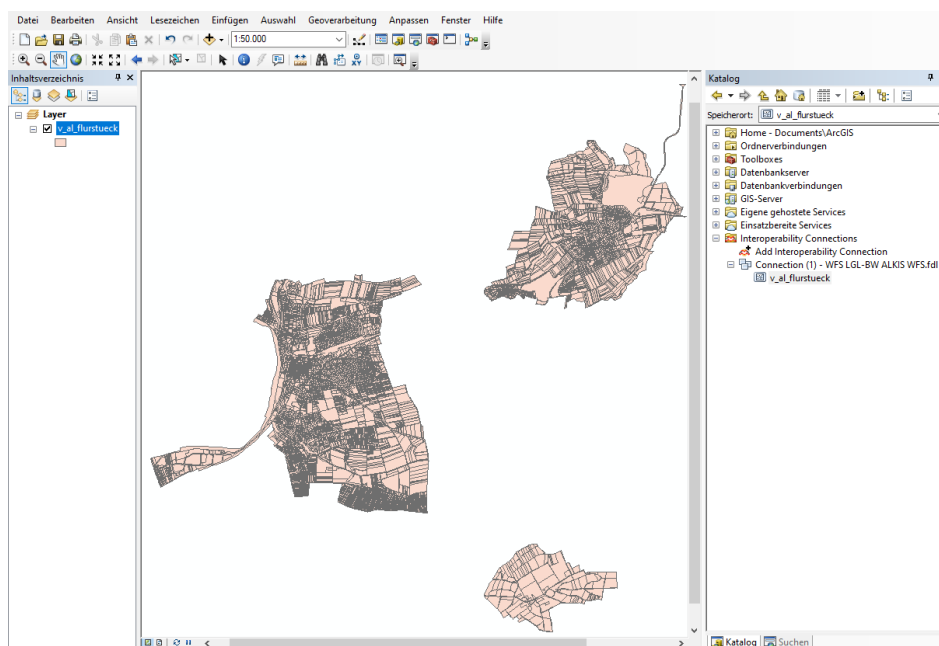 Datei Bearbeiten Ansicht Lesezeichen Einfügen Auswahl Geoverarbeitung Anpassen Fenster Hilfe
1:50.000
Inhaltsverzeichnis
Layer
v_al_flurstueck
Katalog
Speicherort: v_al_flurstueck
Home - Documents\ArcGIS
Ordnerverbindungen
Toolboxes
Datenbankserver
Datenbankverbindungen
GIS-Server
Eigene gehostete Services
Einsatzbereite Services
Interoperability Connections
Add Interoperability Connection
Connection (1) - WFS LGL-BW ALKIS WFS.fdl
v_al_flurstueck
Katalog Suchen